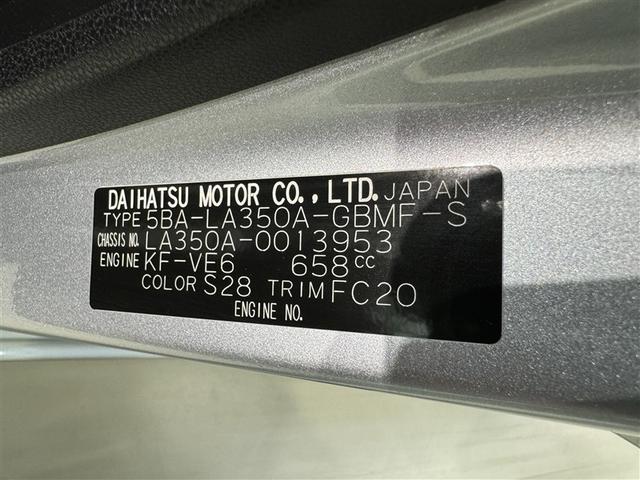 DAIHATSU MOTOR CO., LTD. JAPAN
TYPE 5BA-LA350A-GBMF-S
CHASSIS NO. LA350A-0013953
ENGINE KF-VE6 658cc
COLOR S28 TRIM FC20
ENGINE NO.